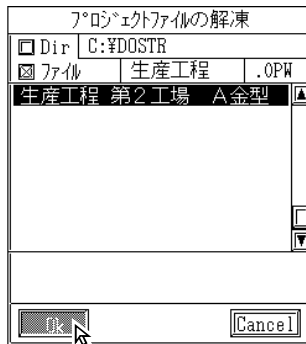 ﾌﾟﾛｼﾞｪｸﾄﾌｧｲﾙの解凍
Dir C:¥DOSTR
ﾌｧｲﾙ 生産工程 .OPW
生産工程 第２工場 Ａ金型
Ok Cancel